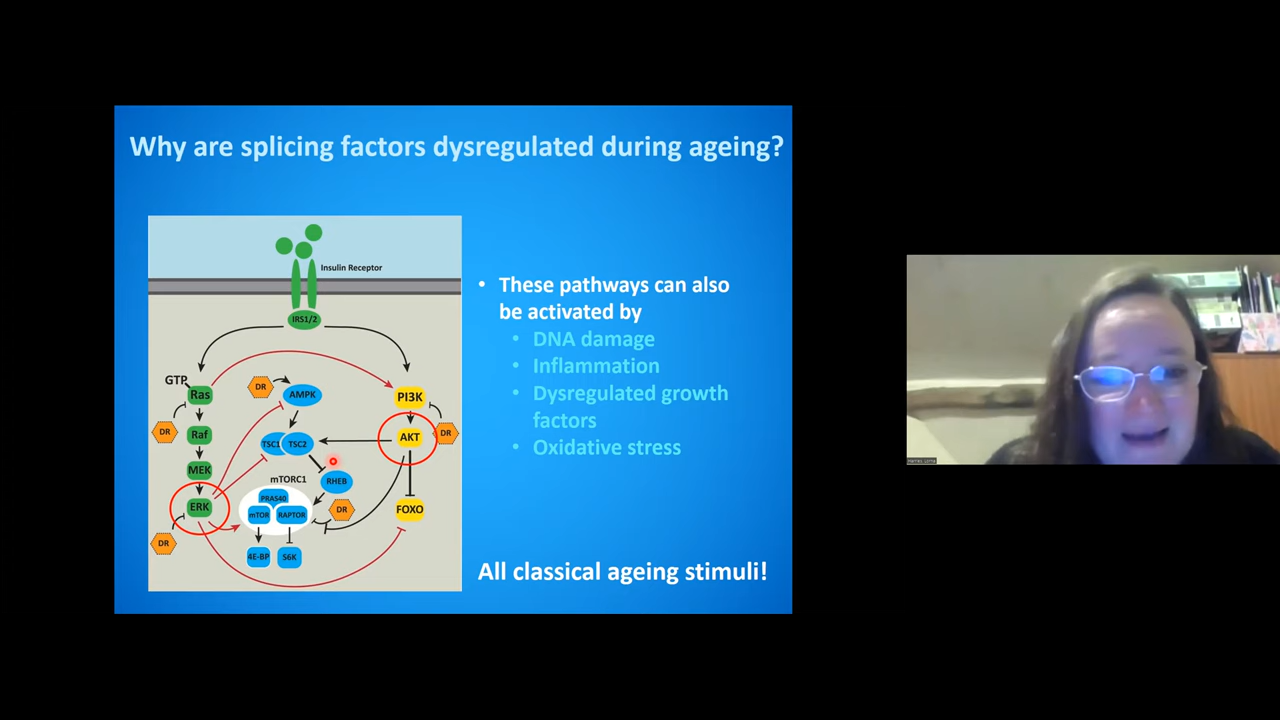 Why are splicing factors dysregulated during ageing?
Insulin Receptor
IRS1/2
GTP
Ras
DR
AMPK
PI3K
DR
Raf
TSC1
TSC2
AKT
DR
MEK
mTORC1
RHEB
ERK
PRAS40
mTOR
RAPTOR
DR
FOXO
DR
4E-BP
S6K
• These pathways can also
be activated by
• DNA damage
• Inflammation
• Dysregulated growth
factors
• Oxidative stress
All classical ageing stimuli!